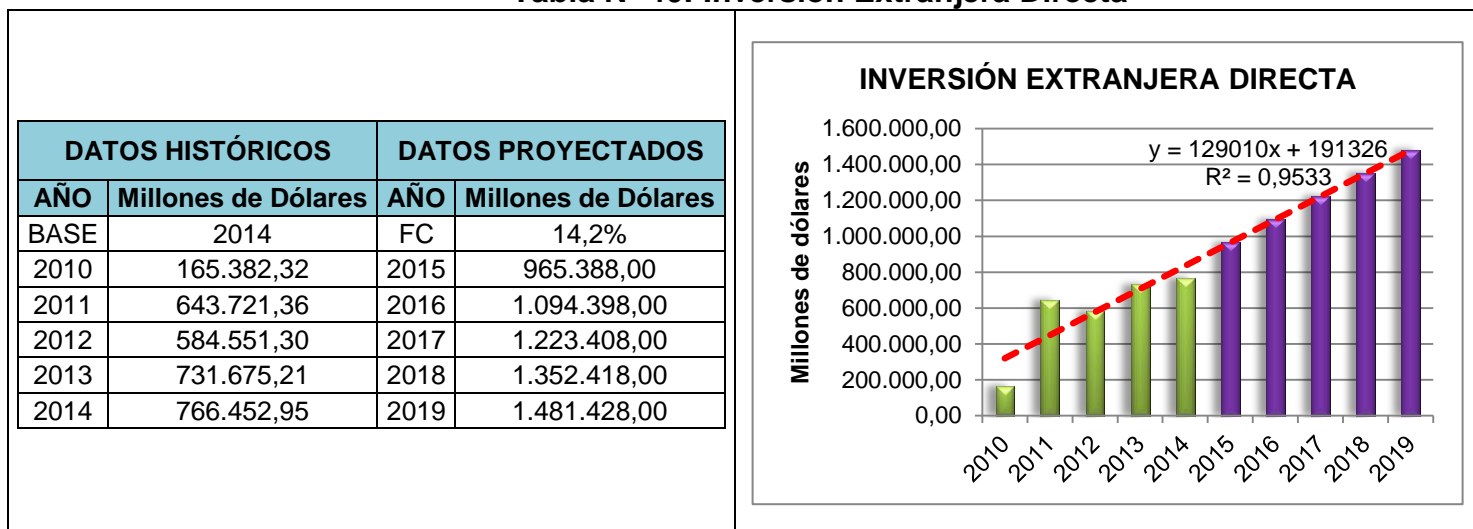 DATOS HISTÓRICOS DATOS PROYECTADOS
AÑO Millones de Dólares AÑO Millones de Dólares
BASE 2014 FC 14,2%
2010 165.382,32 2015 965.388,00
2011 643.721,36 2016 1.094.398,00
2012 584.551,30 2017 1.223.408,00
2013 731.675,21 2018 1.352.418,00
2014 766.452,95 2019 1.481.428,00
INVERSIÓN EXTRANJERA DIRECTA
Millones de dólares
1.600.000,00
1.400.000,00
1.200.000,00
1.000.000,00
800.000,00
600.000,00
400.000,00
200.000,00
0,00
y = 129010x + 191326
R² = 0,9533
2010 2011 2012 2013 2014 2015 2016 2017 2018 2019